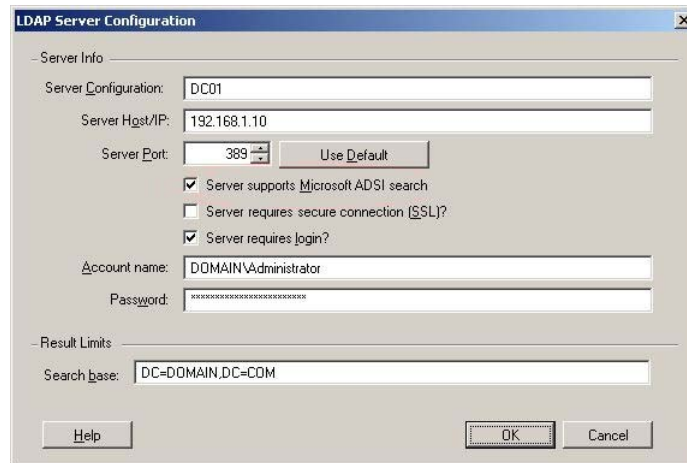 LDAP Server Configuration
Server Info
Server Configuration: DC01
Server Host/IP: 192.168.1.10
Server Port: 389 Use Default
Server supports Microsoft ADSI search
Server requires secure connection (SSL)?
Server requires login?
Account name: DOMAIN\Administrator
Password: ************************
Result Limits
Search base: DC=DOMAIN,DC=COM
Help OK Cancel